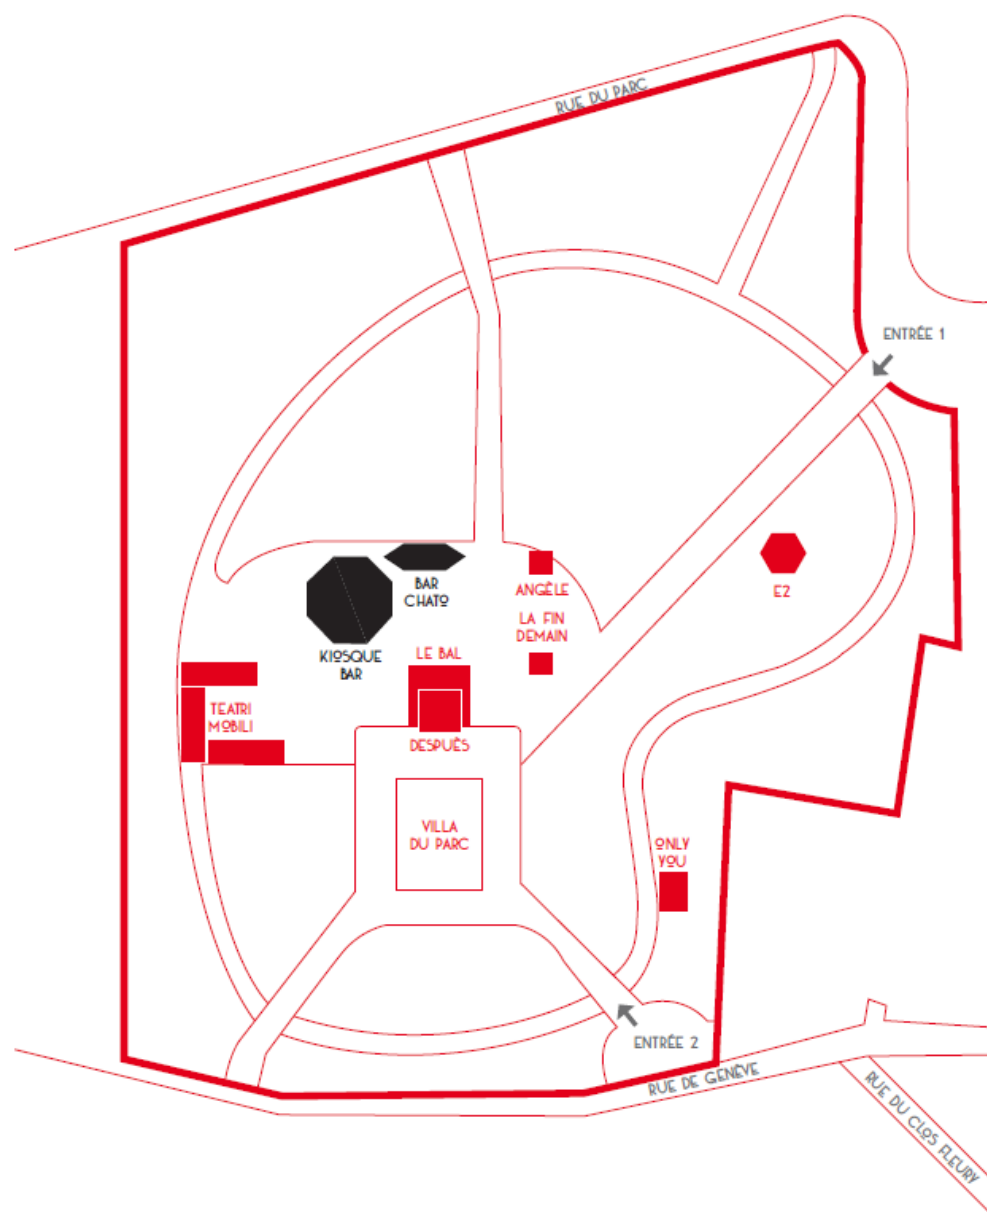 RUE DU PARC
ENTRÉE 1
BAR
CHATO
ANGÈLE
E2
LA FIN
DEMAIN
KIOSQUE
BAR
LE BAL
TEATRI
MOBILI
DESPUÈS
VILLA
DU PARC
ONLY
YOU
ENTRÉE 2
RUE DE GENÈVE
RUE DU CLOS FLEURY